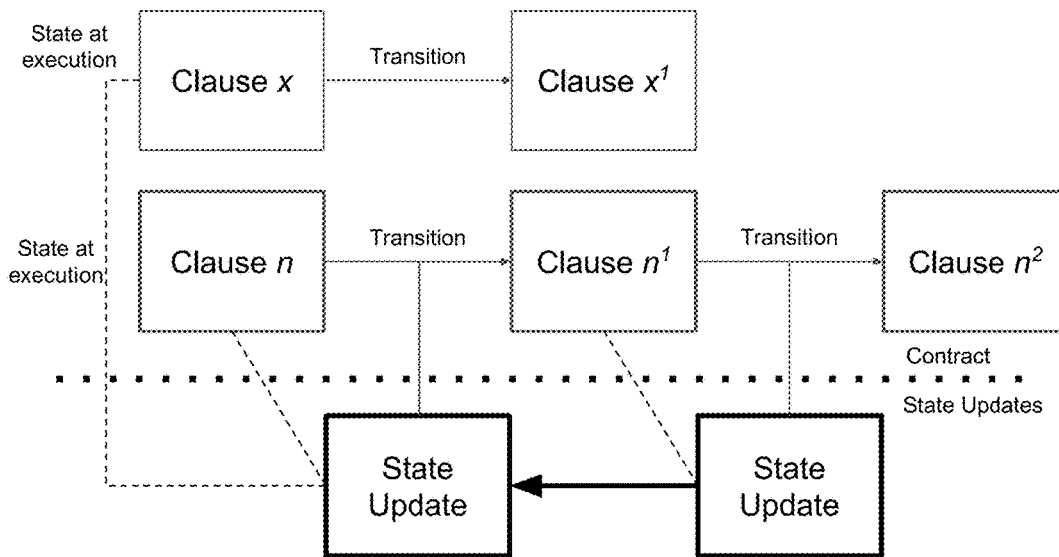 State at
execution
Clause x
Transition
Clause x¹
State at
execution
Clause n
Transition
Clause n¹
Transition
Clause n²
Contract
State Updates
State
Update
State
Update